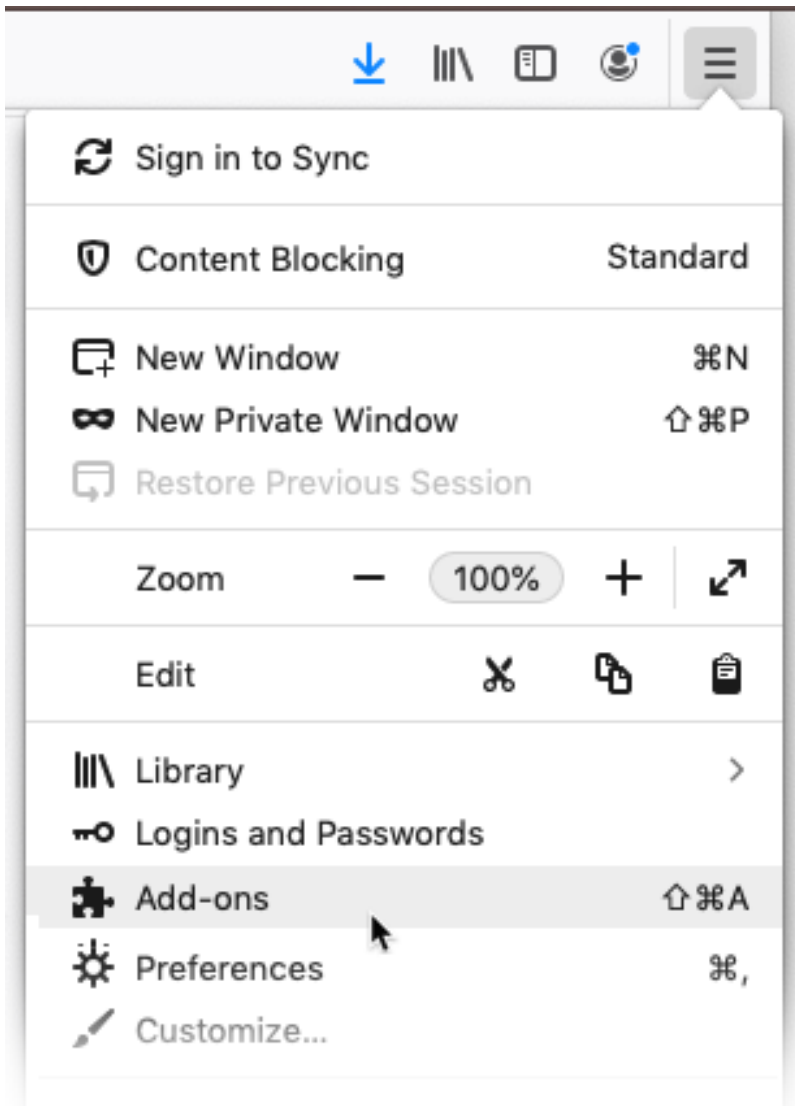 Sign in to Sync
Content Blocking Standard
New Window ⌘N
New Private Window ⇧⌘P
Restore Previous Session
Zoom − 100% +
Edit
Library
Logins and Passwords
Add-ons ⇧⌘A
Preferences ⌘,
Customize...